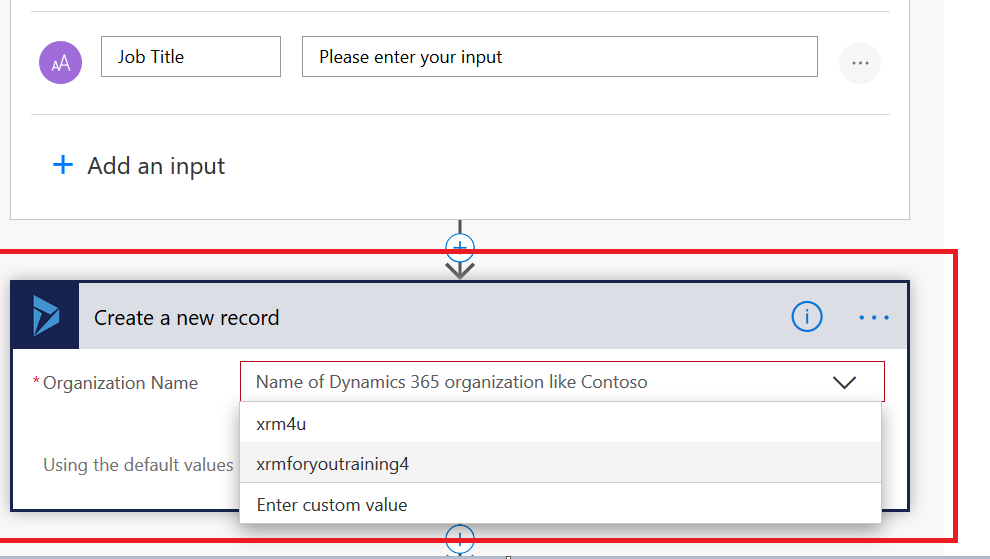 AA
Job Title
Please enter your input
+ Add an input
Create a new record
* Organization Name
Name of Dynamics 365 organization like Contoso
xrm4u
Using the default values
xrmforyoutraining4
Enter custom value